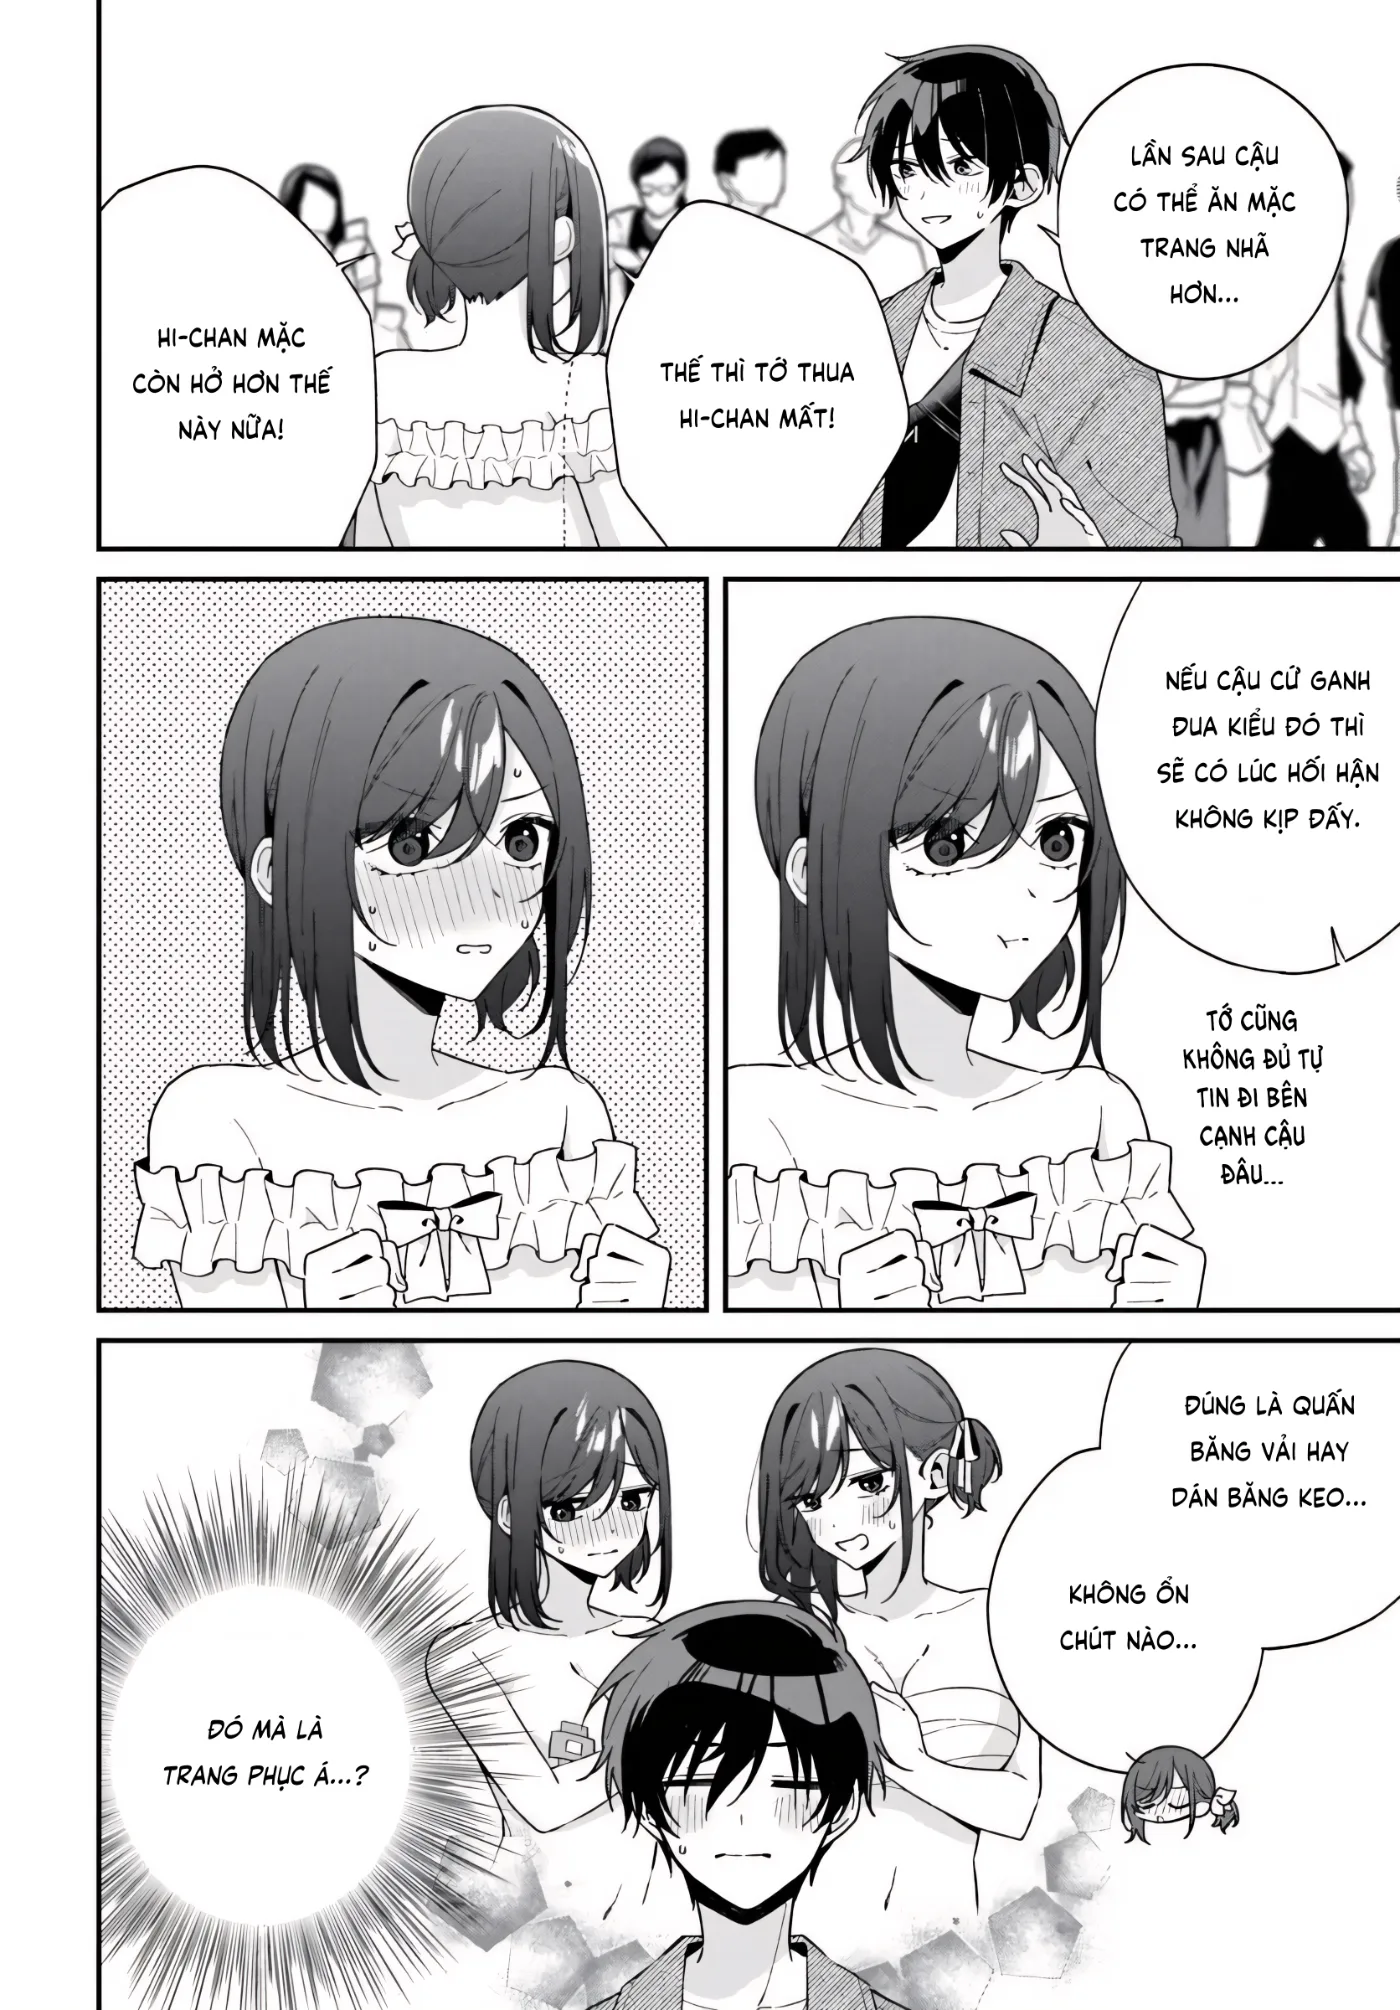 LẦN SAU CẬU
CÓ THỂ ĂN MẶC
TRANG NHÃ
HƠN...
THẾ THÌ TỚ THUA
HI-CHAN MẤT!
HI-CHAN MẶC
CÒN HỞ HƠN THẾ
NÀY NỮA!
NẾU CẬU CỨ GANH
ĐUA KIỂU ĐÓ THÌ
SẼ CÓ LÚC HỐI HẬN
KHÔNG KỊP ĐẤY.
TỚ CŨNG
KHÔNG ĐỦ TỰ
TIN ĐI BÊN
CẠNH CẬU
ĐÂU...
ĐÚNG LÀ QUẤN
BĂNG VẢI HAY
DÁN BĂNG KEO...
KHÔNG ỔN
CHÚT NÀO...
ĐÓ MÀ LÀ
TRANG PHỤC Á...?